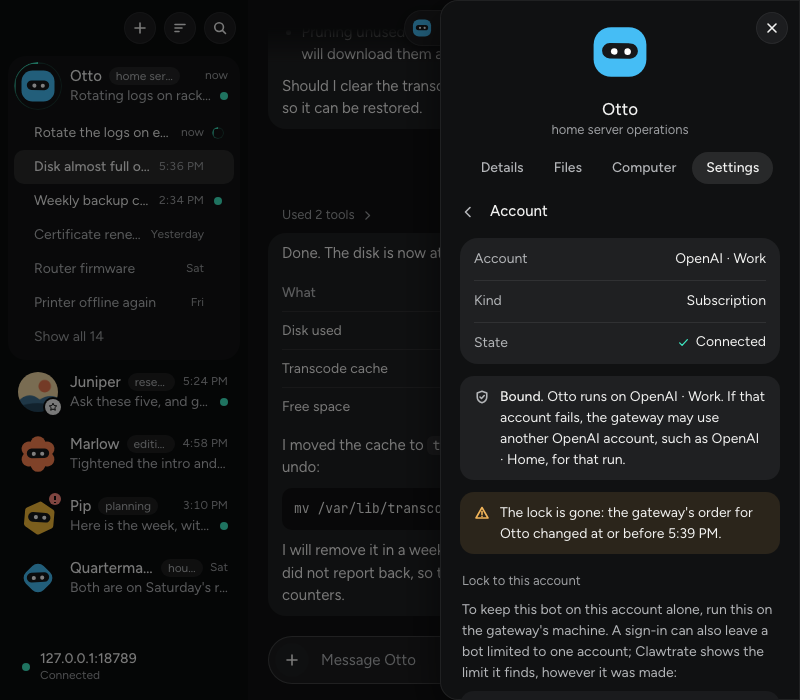 Otto home ser... now
Rotating logs on rack...
Rotate the logs on e... now
Disk almost full o... 5:36 PM
Weekly backup c... 2:34 PM
Certificate rene... Yesterday
Router firmware Sat
Printer offline again Fri
Show all 14
Juniper rese... 5:24 PM
Ask these five, and g...
Marlow editi... 4:58 PM
Tightened the intro and...
Pip planning 3:10 PM
Here is the week, wit...
Quarterma... hou... Sat
Both are on Saturday's r...
127.0.0.1:18789
Connected
Pruning unused
will download them a
Should I clear the transc
so it can be restored.
Used 2 tools
Done. The disk is now at
What
Disk used
Transcode cache
Free space
I moved the cache to t
undo:
mv /var/lib/transco
I will remove it in a week
did not report back, so t
counters.
Message Otto
Otto
home server operations
Details Files Computer Settings
Account
Account OpenAI · Work
Kind Subscription
State Connected
Bound. Otto runs on OpenAI · Work. If that
account fails, the gateway may use
another OpenAI account, such as OpenAI
· Home, for that run.
The lock is gone: the gateway's order for
Otto changed at or before 5:39 PM.
Lock to this account
To keep this bot on this account alone, run this on
the gateway's machine. A sign-in can also leave a
bot limited to one account; Clawtrate shows the
limit it finds, however it was made: